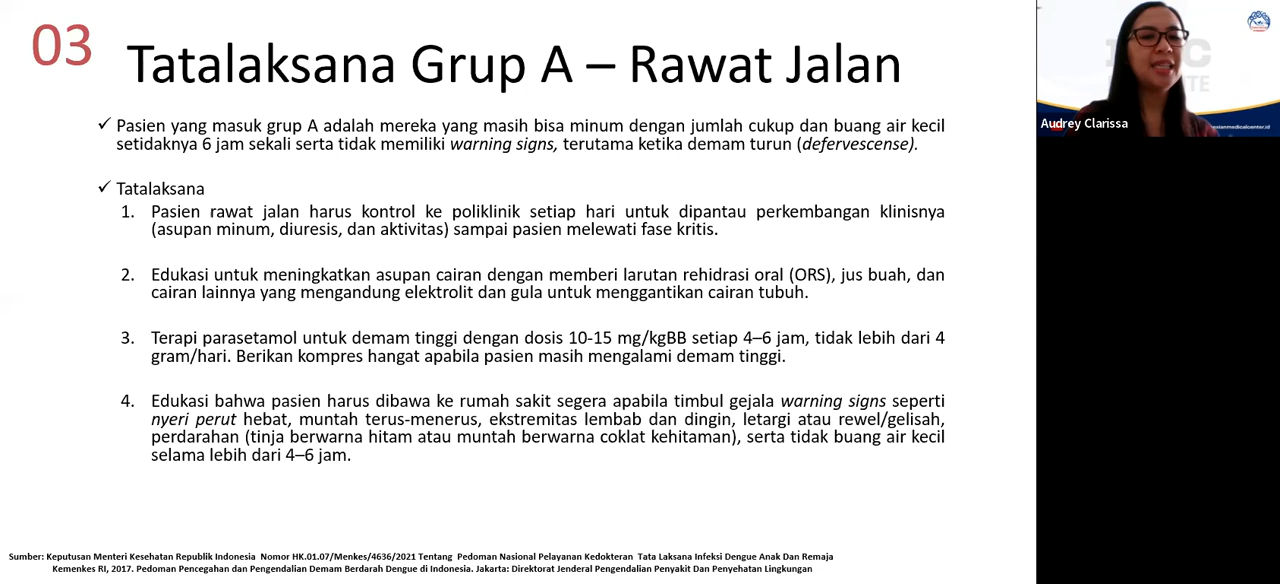 03
Tatalaksana Grup A – Rawat Jalan
✓ Pasien yang masuk grup A adalah mereka yang masih bisa minum dengan jumlah cukup dan buang air kecil
setidaknya 6 jam sekali serta tidak memiliki warning signs, terutama ketika demam turun (defervescense).
✓ Tatalaksana
1. Pasien rawat jalan harus kontrol ke poliklinik setiap hari untuk dipantau perkembangan klinisnya
(asupan minum, diuresis, dan aktivitas) sampai pasien melewati fase kritis.
2. Edukasi untuk meningkatkan asupan cairan dengan memberi larutan rehidrasi oral (ORS), jus buah, dan
cairan lainnya yang mengandung elektrolit dan gula untuk menggantikan cairan tubuh.
3. Terapi parasetamol untuk demam tinggi dengan dosis 10-15 mg/kgBB setiap 4–6 jam, tidak lebih dari 4
gram/hari. Berikan kompres hangat apabila pasien masih mengalami demam tinggi.
4. Edukasi bahwa pasien harus dibawa ke rumah sakit segera apabila timbul gejala warning signs seperti
nyeri perut hebat, muntah terus-menerus, ekstremitas lembab dan dingin, letargi atau rewel/gelisah,
perdarahan (tinja berwarna hitam atau muntah berwarna coklat kehitaman), serta tidak buang air kecil
selama lebih dari 4–6 jam.
Sumber: Keputusan Menteri Kesehatan Republik Indonesia Nomor HK.01.07/Menkes/4636/2021 Tentang Pedoman Nasional Pelayanan Kedokteran Tata Laksana Infeksi Dengue Anak Dan Remaja
Kemenkes RI, 2017. Pedoman Pencegahan dan Pengendalian Demam Berdarah Dengue di Indonesia. Jakarta: Direktorat Jenderal Pengendalian Penyakit Dan Penyehatan Lingkungan
Audrey Clarissa